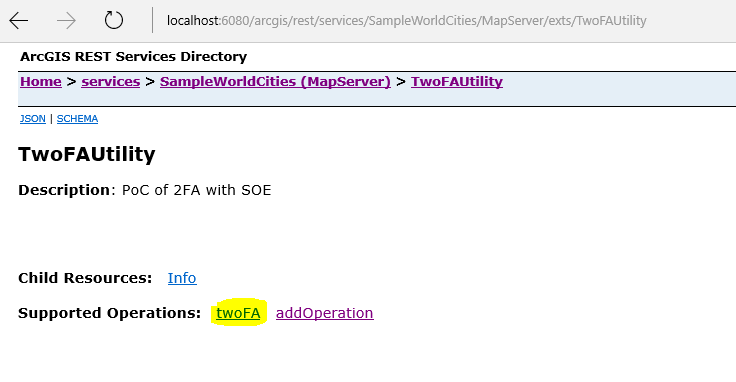 localhost:6080/arcgis/rest/services/SampleWorldCities/MapServer/exts/TwoFAUtility
ArcGIS REST Services Directory
Home > services > SampleWorldCities (MapServer) > TwoFAUtility
JSON | SCHEMA
TwoFAUtility
Description: PoC of 2FA with SOE
Child Resources: Info
Supported Operations: twoFA addOperation